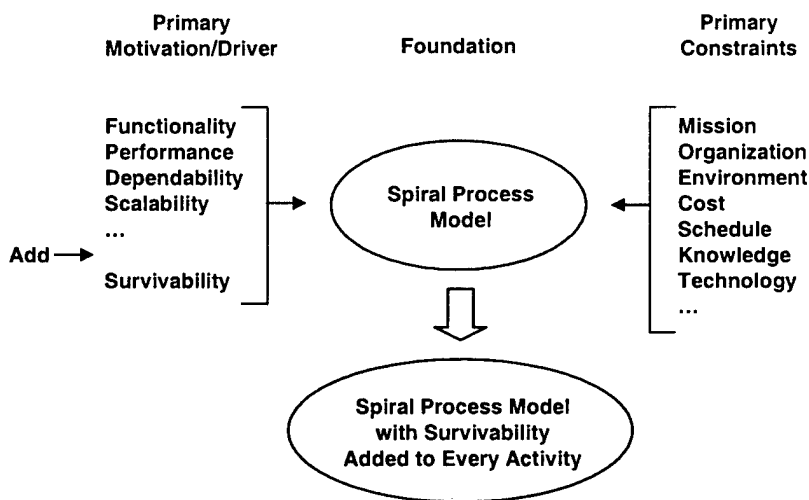 Primary
Motivation/Driver
Foundation
Primary
Constraints
Functionality
Performance
Dependability
Scalability
...
Add
Survivability
Spiral Process
Model
Mission
Organization
Environment
Cost
Schedule
Knowledge
Technology
...
Spiral Process Model
with Survivability
Added to Every Activity